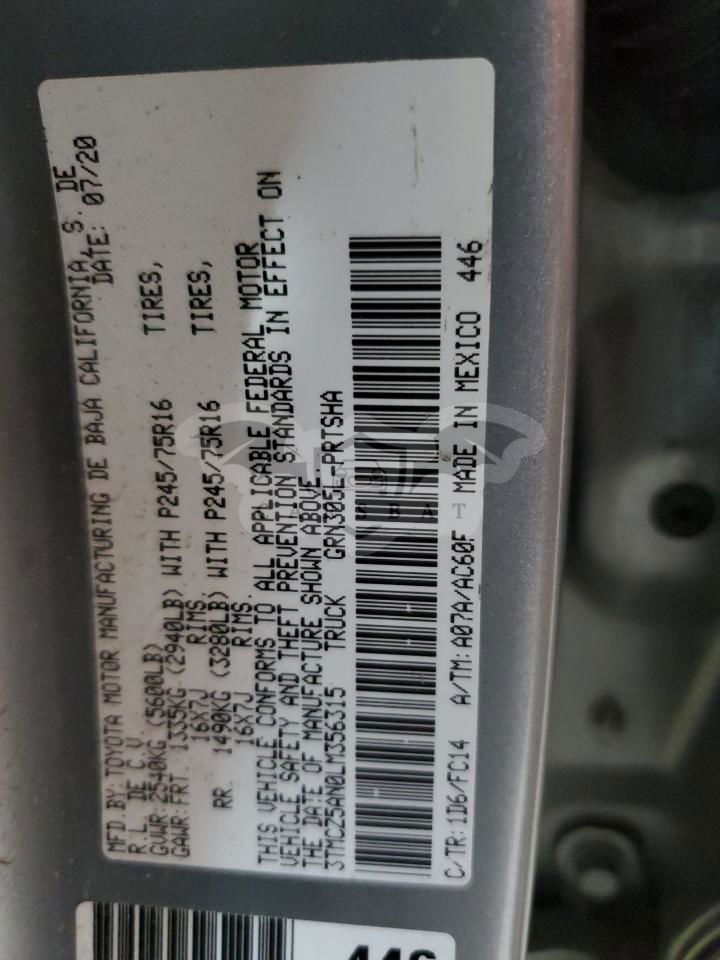 MFD.BY:TOYOTA MOTOR MANUFACTURING DE BAJA CALIFORNIA,S. DE
R L. DE C V DATE: 07/20
GVWR:2540KG (5600LB)
GAWR:FRT. 1335KG (2940LB) WITH P245/75R16 TIRES,
16X7J RIMS.
RR. 1490KG (3280LB) WITH P245/75R16 TIRES,
16X7J RIMS.
THIS VEHICLE CONFORMS TO ALL APPLICABLE FEDERAL MOTOR
VEHICLE SAFETY AND THEFT PREVENTION STANDARDS IN EFFECT ON
THE DATE OF MANUFACTURE SHOWN ABOVE.
3TMCZ5AN0LM356315 TRUCK GRN305L-PRTSHA
C/TR:1D6/FC14 A/TM:A07A/AC60F MADE IN MEXICO 446
446